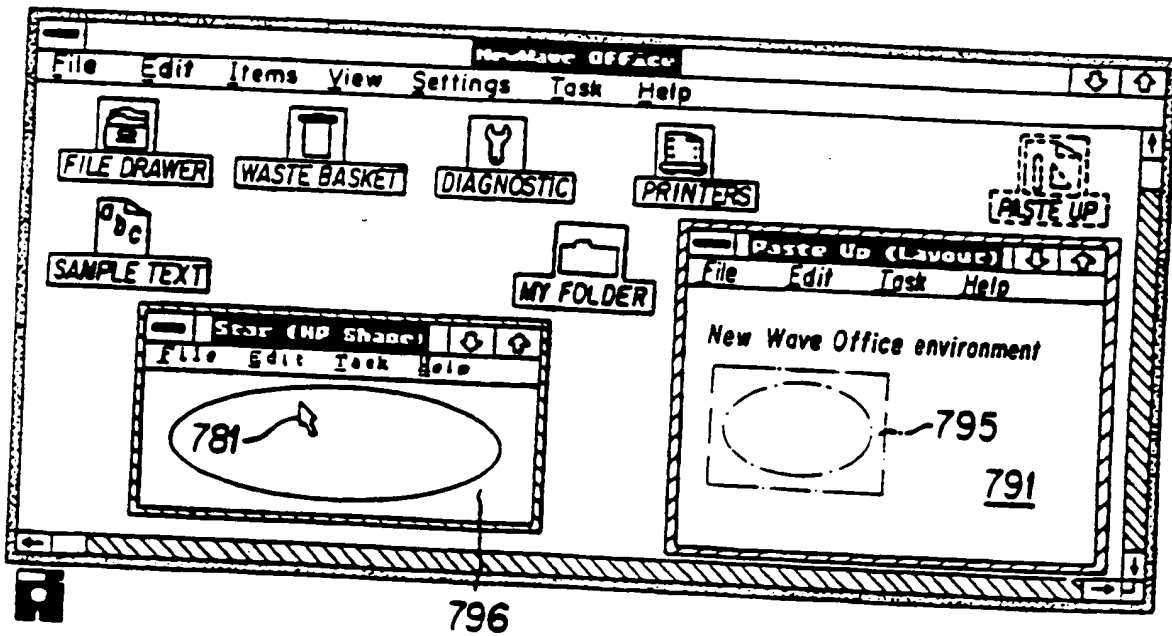 NewWave Office
File Edit Items View Settings Task Help
FILE DRAWER
WASTE BASKET
DIAGNOSTIC
PRINTERS
PASTE UP
abc
SAMPLE TEXT
MY FOLDER
Paste Up (Layout)
File Edit Task Help
New Wave Office environment
795
791
Star (HP Shape)
File Edit Task Help
781
796